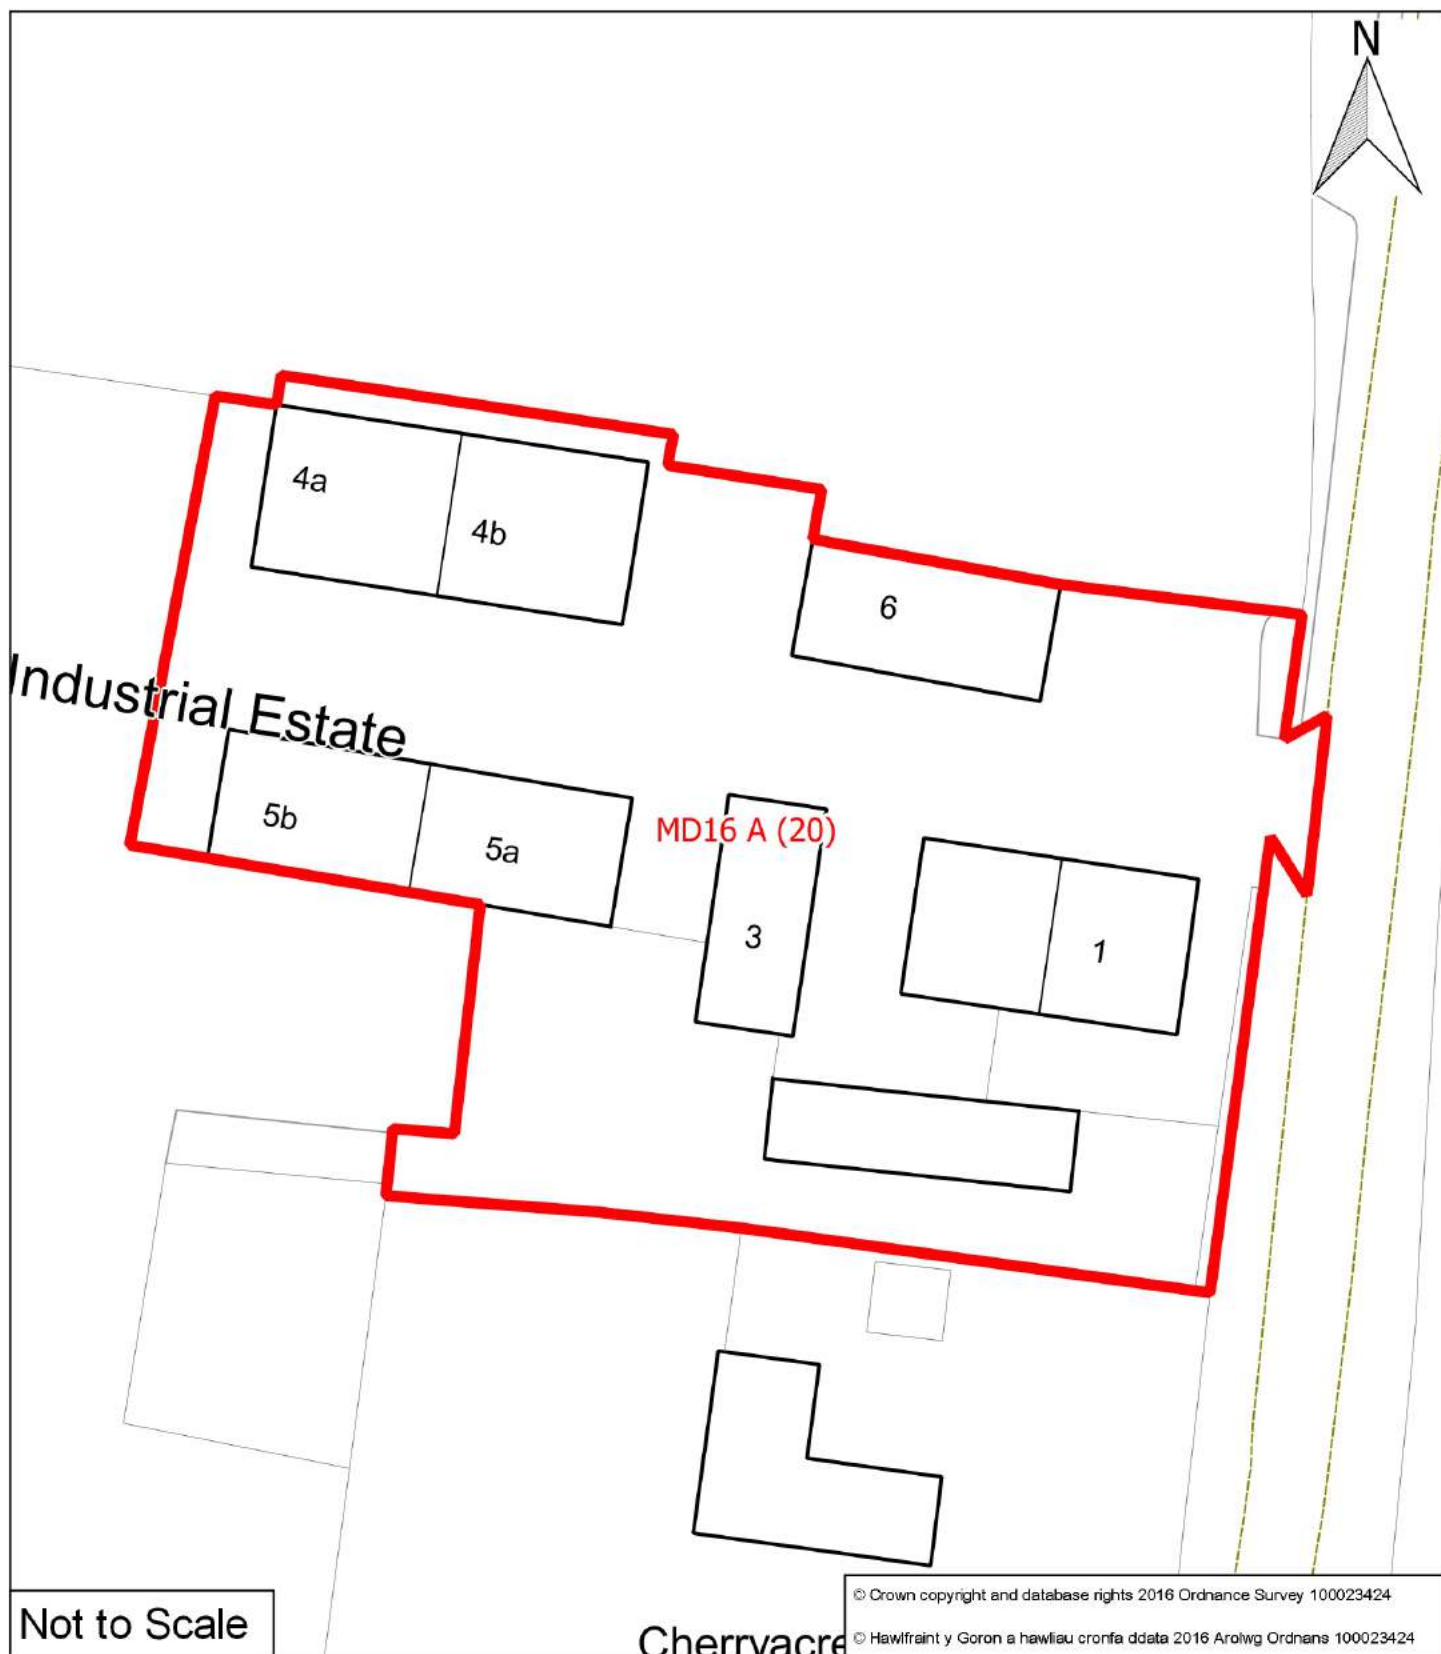 N
4a
4b
6
Industrial Estate
5b
5a
MD16 A (20)
3
1
Not to Scale
Cherryacre
© Crown copyright and database rights 2016 Ordnance Survey 100023424
© Hawlfraint y Goron a hawliau cronfa ddata 2016 Arolwg Ordnans 100023424